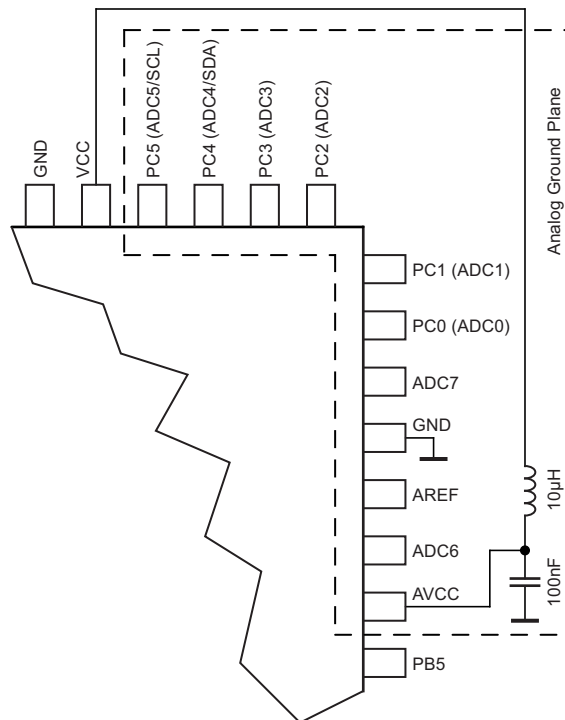 GND
VCC
PC5 (ADC5/SCL)
PC4 (ADC4/SDA)
PC3 (ADC3)
PC2 (ADC2)
Analog Ground Plane
PC1 (ADC1)
PC0 (ADC0)
ADC7
GND
AREF
10µH
ADC6
AVCC
100nF
PB5